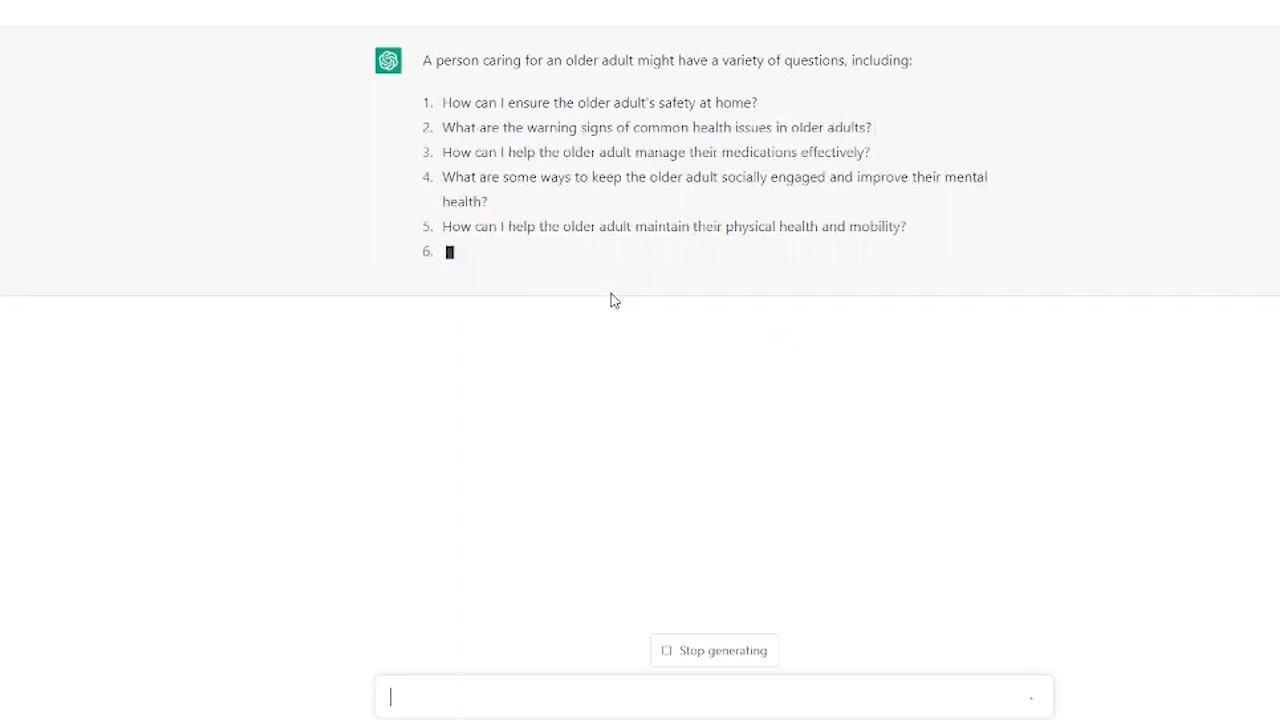 A person caring for an older adult might have a variety of questions, including:
1. How can I ensure the older adult's safety at home?
2. What are the warning signs of common health issues in older adults?
3. How can I help the older adult manage their medications effectively?
4. What are some ways to keep the older adult socially engaged and improve their mental
health?
5. How can I help the older adult maintain their physical health and mobility?
6.
Stop generating